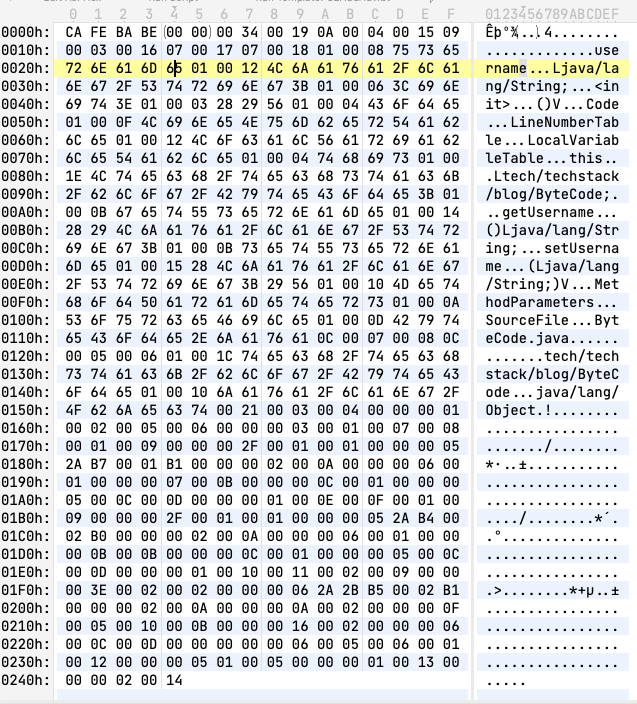 0 1 2 3 4 5 6 7 8 9 A B C D E F 0123456789ABCDEF
0000h: CA FE BA BE 00 00 00 34 00 19 0A 00 04 00 15 09 Êþº¾...4........
0010h: 00 03 00 16 07 00 17 07 00 18 01 00 08 75 73 65 .............use
0020h: 72 6E 61 6D 65 01 00 12 4C 6A 61 76 61 2F 6C 61 rname...Ljava/la
0030h: 6E 67 2F 53 74 72 69 6E 67 3B 01 00 06 3C 69 6E ng/String;...<in
0040h: 69 74 3E 01 00 03 28 29 56 01 00 04 43 6F 64 65 it>...()V...Code
0050h: 01 00 0F 4C 69 6E 65 4E 75 6D 62 65 72 54 61 62 ...LineNumberTab
0060h: 6C 65 01 00 12 4C 6F 63 61 6C 56 61 72 69 61 62 le...LocalVariab
0070h: 6C 65 54 61 62 6C 65 01 00 04 74 68 69 73 01 00 leTable...this..
0080h: 1E 4C 74 65 63 68 2F 74 65 63 68 73 74 61 63 6B .Ltech/techstack
0090h: 2F 62 6C 6F 67 2F 42 79 74 65 43 6F 64 65 3B 01 /blog/ByteCode;.
00A0h: 00 0B 67 65 74 55 73 65 72 6E 61 6D 65 01 00 14 ..getUsername...
00B0h: 28 29 4C 6A 61 76 61 2F 6C 61 6E 67 2F 53 74 72 ()Ljava/lang/Str
00C0h: 69 6E 67 3B 01 00 0B 73 65 74 55 73 65 72 6E 61 ing;...setUserna
00D0h: 6D 65 01 00 15 28 4C 6A 61 76 61 2F 6C 61 6E 67 me...(Ljava/lang
00E0h: 2F 53 74 72 69 6E 67 3B 29 56 01 00 10 4D 65 74 /String;)V...Met
00F0h: 68 6F 64 50 61 72 61 6D 65 74 65 72 73 01 00 0A hodParameters...
0100h: 53 6F 75 72 63 65 46 69 6C 65 01 00 0D 42 79 74 SourceFile...Byt
0110h: 65 43 6F 64 65 2E 6A 61 76 61 0C 00 07 00 08 0C eCode.java......
0120h: 00 05 00 06 01 00 1C 74 65 63 68 2F 74 65 63 68 .......tech/tech
0130h: 73 74 61 63 6B 2F 62 6C 6F 67 2F 42 79 74 65 43 stack/blog/ByteC
0140h: 6F 64 65 01 00 10 6A 61 76 61 2F 6C 61 6E 67 2F ode...java/lang/
0150h: 4F 62 6A 65 63 74 00 21 00 03 00 04 00 00 00 01 Object.!........
0160h: 00 02 00 05 00 06 00 00 00 03 00 01 00 07 00 08 ................
0170h: 00 01 00 09 00 00 00 2F 00 01 00 01 00 00 00 05 ......./........
0180h: 2A B7 00 01 B1 00 00 00 02 00 0A 00 00 00 06 00 *·..±...........
0190h: 01 00 00 00 07 00 0B 00 00 00 0C 00 01 00 00 00 ................
01A0h: 05 00 0C 00 0D 00 00 00 01 00 0E 00 0F 00 01 00 ................
01B0h: 09 00 00 00 2F 00 01 00 01 00 00 00 05 2A B4 00 ..../........*´.
01C0h: 02 B0 00 00 00 02 00 0A 00 00 00 06 00 01 00 00 .°..............
01D0h: 00 0B 00 0B 00 00 00 0C 00 01 00 00 00 05 00 0C ................
01E0h: 00 0D 00 00 00 01 00 10 00 11 00 02 00 09 00 00 ................
01F0h: 00 3E 00 02 00 02 00 00 00 06 2A 2B B5 00 02 B1 .>........*+µ..±
0200h: 00 00 00 02 00 0A 00 00 00 0A 00 02 00 00 00 0F ................
0210h: 00 05 00 10 00 0B 00 00 00 16 00 02 00 00 00 06 ................
0220h: 00 0C 00 0D 00 00 00 00 00 06 00 05 00 06 00 01 ................
0230h: 00 12 00 00 00 05 01 00 05 00 00 00 01 00 13 00 ................
0240h: 00 00 02 00 14 .....